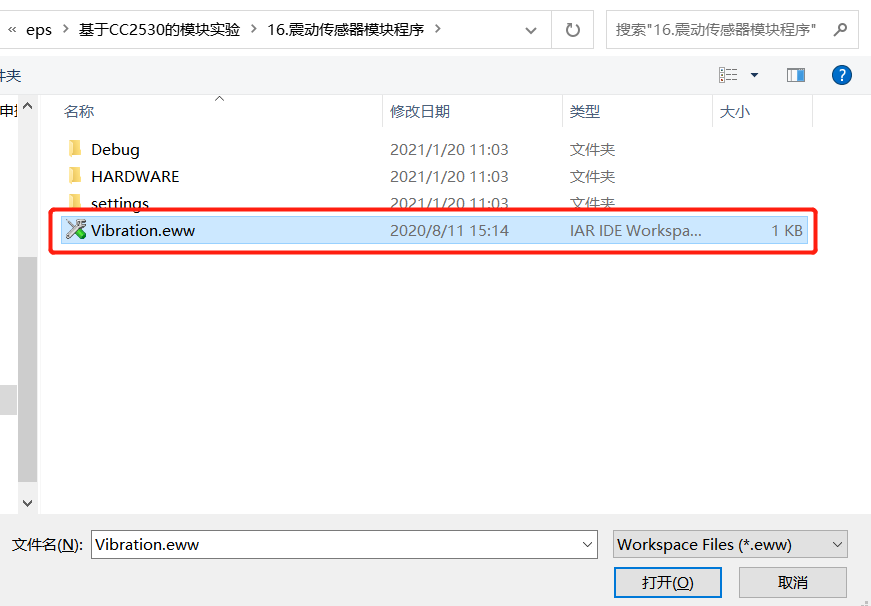 « eps > 基于CC2530的模块实验 > 16.震动传感器模块程序 > 搜索"16.震动传感器模块程序"
件夹
名称 修改日期 类型 大小
Debug 2021/1/20 11:03 文件夹
HARDWARE 2021/1/20 11:03 文件夹
settings 2021/1/20 11:03 文件夹
Vibration.eww 2020/8/11 15:14 IAR IDE Workspa... 1 KB
文件名(N): Vibration.eww Workspace Files (*.eww)
打开(O) 取消